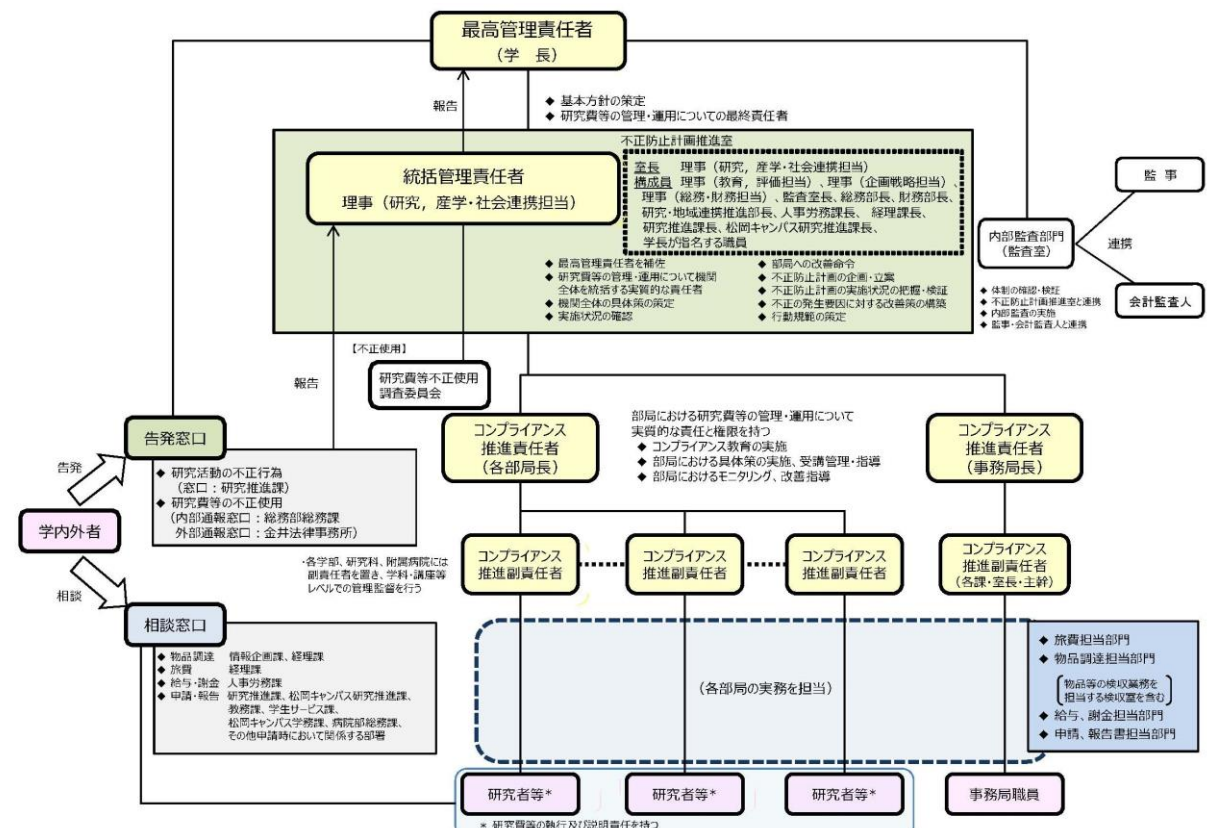 最高管理責任者
（学　長）
報告
◆ 基本方針の策定
◆ 研究費等の管理・運用についての最終責任者
不正防止計画推進室
統括管理責任者
理事（研究，産学・社会連携担当）
室長　理事（研究，産学・社会連携担当）
構成員　理事（教育，評価担当）、理事（企画戦略担当）、
理事（総務・財務担当）、監査室長、総務部長、財務部長、
研究・地域連携推進部長、人事労務課長、経理課長、
研究推進課長、松岡キャンパス研究推進課長、
学長が指名する職員
◆ 最高管理責任者を補佐
◆ 研究費等の管理・運用について機関
全体を統括する実質的な責任者
◆ 機関全体の具体策の策定
◆ 実施状況の確認
◆ 部局への改善命令
◆ 不正防止計画の企画・立案
◆ 不正防止計画の実施状況の把握・検証
◆ 不正の発生要因に対する改善策の構築
◆ 行動規範の策定
監　事
内部監査部門
（監査室）
連携
会計監査人
◆ 体制の確認・検証
◆ 不正防止計画推進室と連携
◆ 内部監査の実施
◆ 監事・会計監査人と連携
【不正使用】
研究費等不正使用
調査委員会
報告
告発窓口
告発
◆ 研究活動の不正行為
（窓口：研究推進課）
◆ 研究費等の不正使用
（内部通報窓口：総務部総務課
外部通報窓口：金井法律事務所）
学内外者
相談
コンプライアンス
推進責任者
（各部局長）
部局における研究費等の管理・運用について
実質的な責任と権限を持つ
◆ コンプライアンス教育の実施
◆ 部局における具体策の実施、受講管理・指導
◆ 部局におけるモニタリング、改善指導
コンプライアンス
推進責任者
（事務局長）
・各学部、研究科、附属病院には
副責任者を置き、学科・講座等
レベルでの管理監督を行う
コンプライアンス
推進副責任者
コンプライアンス
推進副責任者
コンプライアンス
推進副責任者
コンプライアンス
推進副責任者
（各課・室長・主幹）
相談窓口
◆ 物品調達　情報企画課、経理課
◆ 旅費　経理課
◆ 給与・謝金　人事労務課
◆ 申請・報告　研究推進課、松岡キャンパス研究推進課、
教務課、学生サービス課、
松岡キャンパス学務課、病院部総務課、
その他申請時において関係する部署
（各部局の実務を担当）
◆ 旅費担当部門
◆ 物品調達担当部門
（物品等の検収業務を
担当する検収室を含む）
◆ 給与、謝金担当部門
◆ 申請、報告書担当部門
研究者等*
研究者等*
研究者等*
事務局職員
* 研究費等の執行及び説明責任を持つ